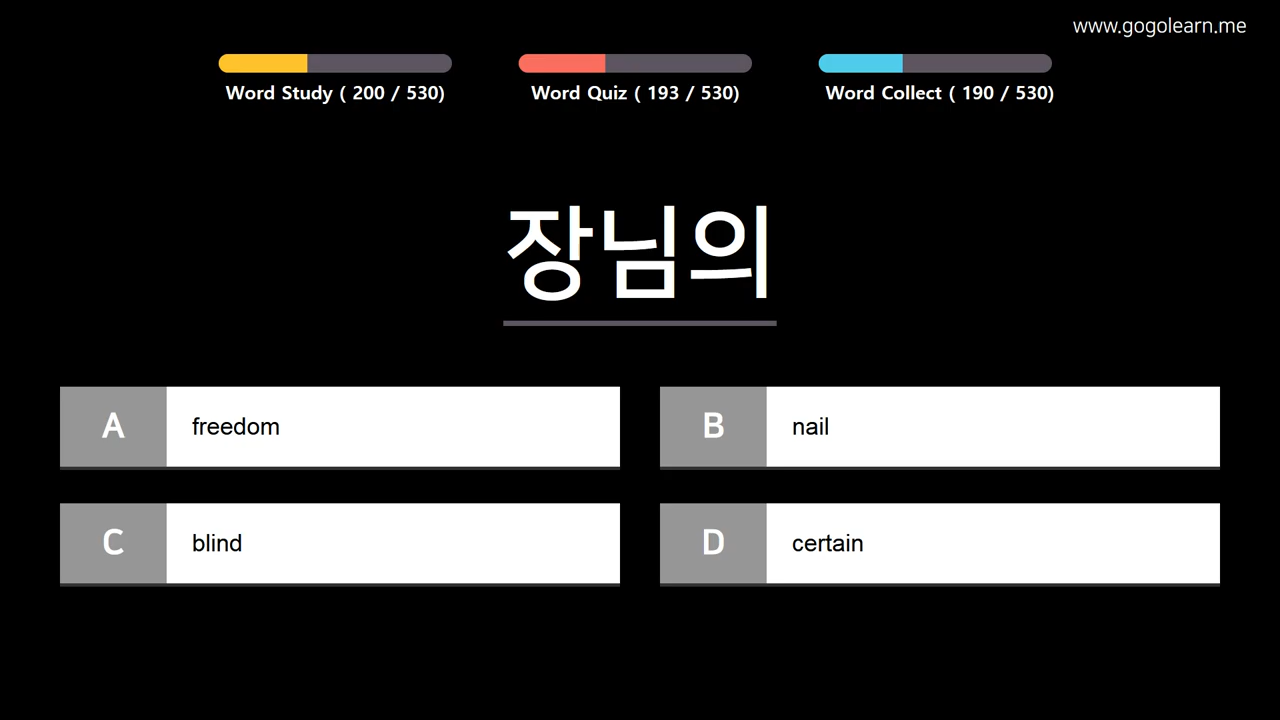 www.gogolearn.me
Word Study ( 200 / 530)
Word Quiz ( 193 / 530)
Word Collect ( 190 / 530)
장님의
A freedom
B nail
C blind
D certain